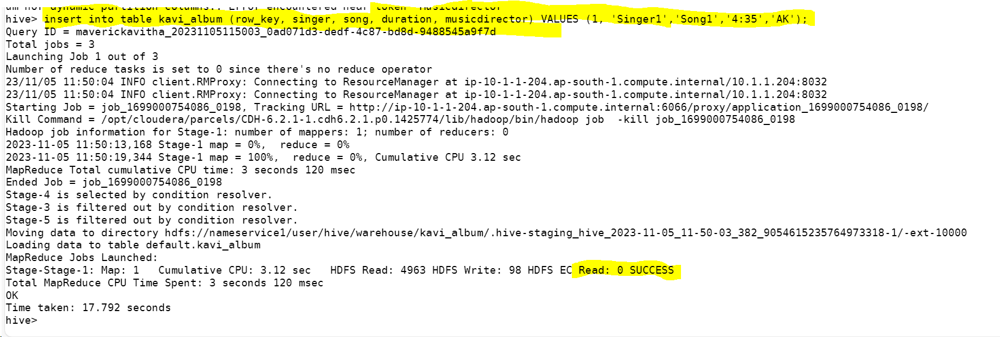 um nor dynamic partition columns.. Error encountered near token 'musicdirector'
hive> insert into table kavi_album (row_key, singer, song, duration, musicdirector) VALUES (1, 'Singer1','Song1','4:35','AK');
Query ID = maverickavitha_20231105115003_0ad071d3-dedf-4c87-bd8d-9488545a9f7d
Total jobs = 3
Launching Job 1 out of 3
Number of reduce tasks is set to 0 since there's no reduce operator
23/11/05 11:50:04 INFO client.RMProxy: Connecting to ResourceManager at ip-10-1-1-204.ap-south-1.compute.internal/10.1.1.204:8032
23/11/05 11:50:04 INFO client.RMProxy: Connecting to ResourceManager at ip-10-1-1-204.ap-south-1.compute.internal/10.1.1.204:8032
Starting Job = job_1699000754086_0198, Tracking URL = http://ip-10-1-1-204.ap-south-1.compute.internal:6066/proxy/application_1699000754086_0198/
Kill Command = /opt/cloudera/parcels/CDH-6.2.1-1.cdh6.2.1.p0.1425774/lib/hadoop/bin/hadoop job  -kill job_1699000754086_0198
Hadoop job information for Stage-1: number of mappers: 1; number of reducers: 0
2023-11-05 11:50:13,168 Stage-1 map = 0%,  reduce = 0%
2023-11-05 11:50:19,344 Stage-1 map = 100%,  reduce = 0%, Cumulative CPU 3.12 sec
MapReduce Total cumulative CPU time: 3 seconds 120 msec
Ended Job = job_1699000754086_0198
Stage-4 is selected by condition resolver.
Stage-3 is filtered out by condition resolver.
Stage-5 is filtered out by condition resolver.
Moving data to directory hdfs://nameservice1/user/hive/warehouse/kavi_album/.hive-staging_hive_2023-11-05_11-50-03_382_9054615235764973318-1/-ext-10000
Loading data to table default.kavi_album
MapReduce Jobs Launched:
Stage-Stage-1: Map: 1   Cumulative CPU: 3.12 sec   HDFS Read: 4963 HDFS Write: 98 HDFS EC Read: 0 SUCCESS
Total MapReduce CPU Time Spent: 3 seconds 120 msec
OK
Time taken: 17.792 seconds
hive>